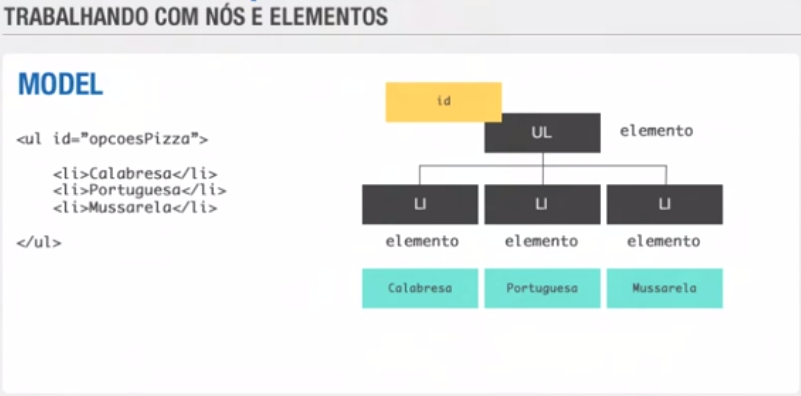 TRABALHANDO COM NÓS E ELEMENTOS
MODEL
<ul id="opcoesPizza">
<li>Calabresa</li>
<li>Portuguesa</li>
<li>Mussarela</li>
</ul>
id
UL elemento
LI LI LI
elemento elemento elemento
Calabresa Portuguesa Mussarela